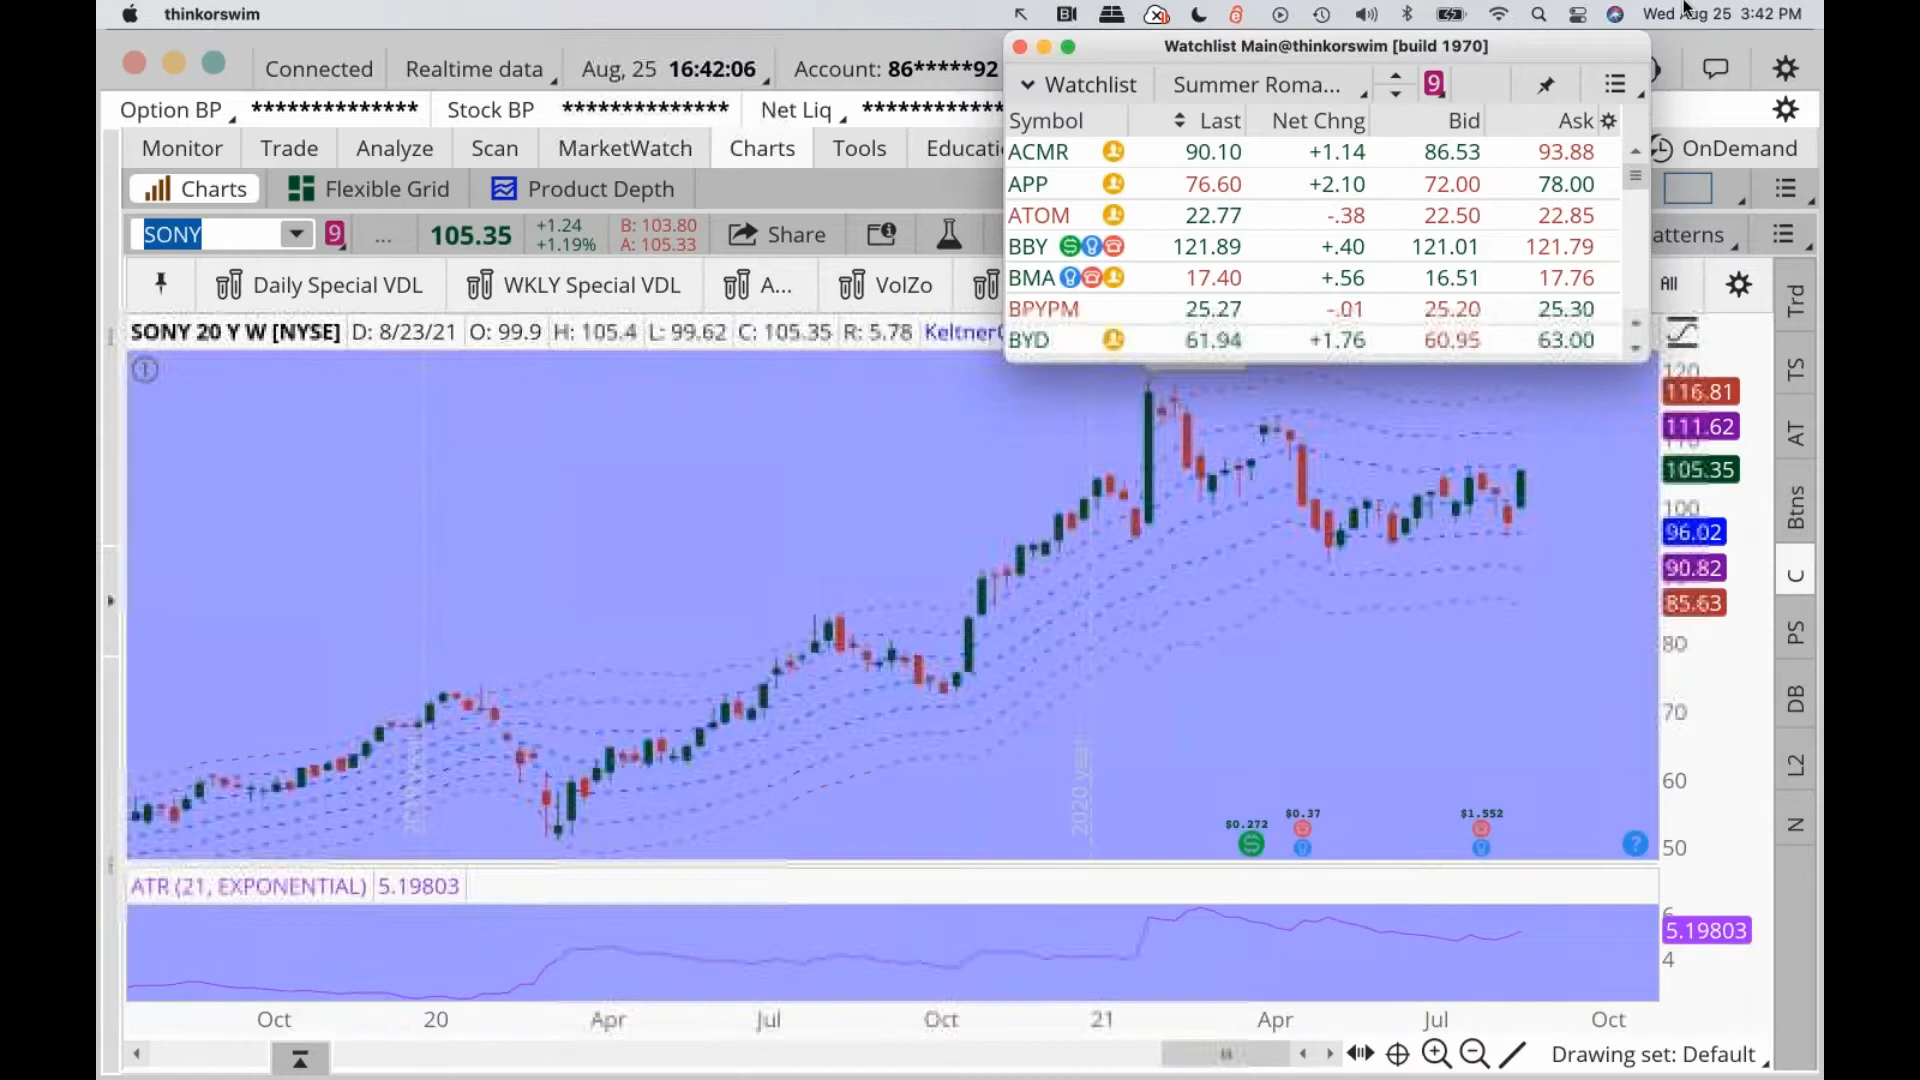 thinkorswim
Wed Aug 25 3:42 PM
Connected
Realtime data
Aug, 25 16:42:06
Account: 86*****92
Watchlist Main@thinkorswim [build 1970]
Watchlist
Summer Roma...
9
Option BP **************
Stock BP **************
Net Liq
Symbol Last Net Chng Bid Ask
ACMR 90.10 +1.14 86.53 93.88
APP 76.60 +2.10 72.00 78.00
ATOM 22.77 -.38 22.50 22.85
BBY 121.89 +.40 121.01 121.79
BMA 17.40 +.56 16.51 17.76
BPYPM 25.27 -.01 25.20 25.30
BYD 61.94 +1.76 60.95 63.00
Monitor Trade Analyze Scan MarketWatch Charts Tools Educati
OnDemand
Charts Flexible Grid Product Depth
SONY 9 ... 105.35 +1.24 B: 103.80
+1.19% A: 105.33
Share
atterns
Daily Special VDL WKLY Special VDL A... VolZo
All
SONY 20 Y W [NYSE] D: 8/23/21 O: 99.9 H: 105.4 L: 99.62 C: 105.35 R: 5.78 Keltner
120
116.81
111.62
105.35
100
96.02
90.82
85.63
80
70
60
50
2020 year
$0.272 $0.37 $1.552
ATR (21, EXPONENTIAL) 5.19803
5.19803
4
Oct 20 Apr Jul Oct 21 Apr Jul Oct
Drawing set: Default
Trd
TS
AT
Btns
C
PS
DB
L2
N